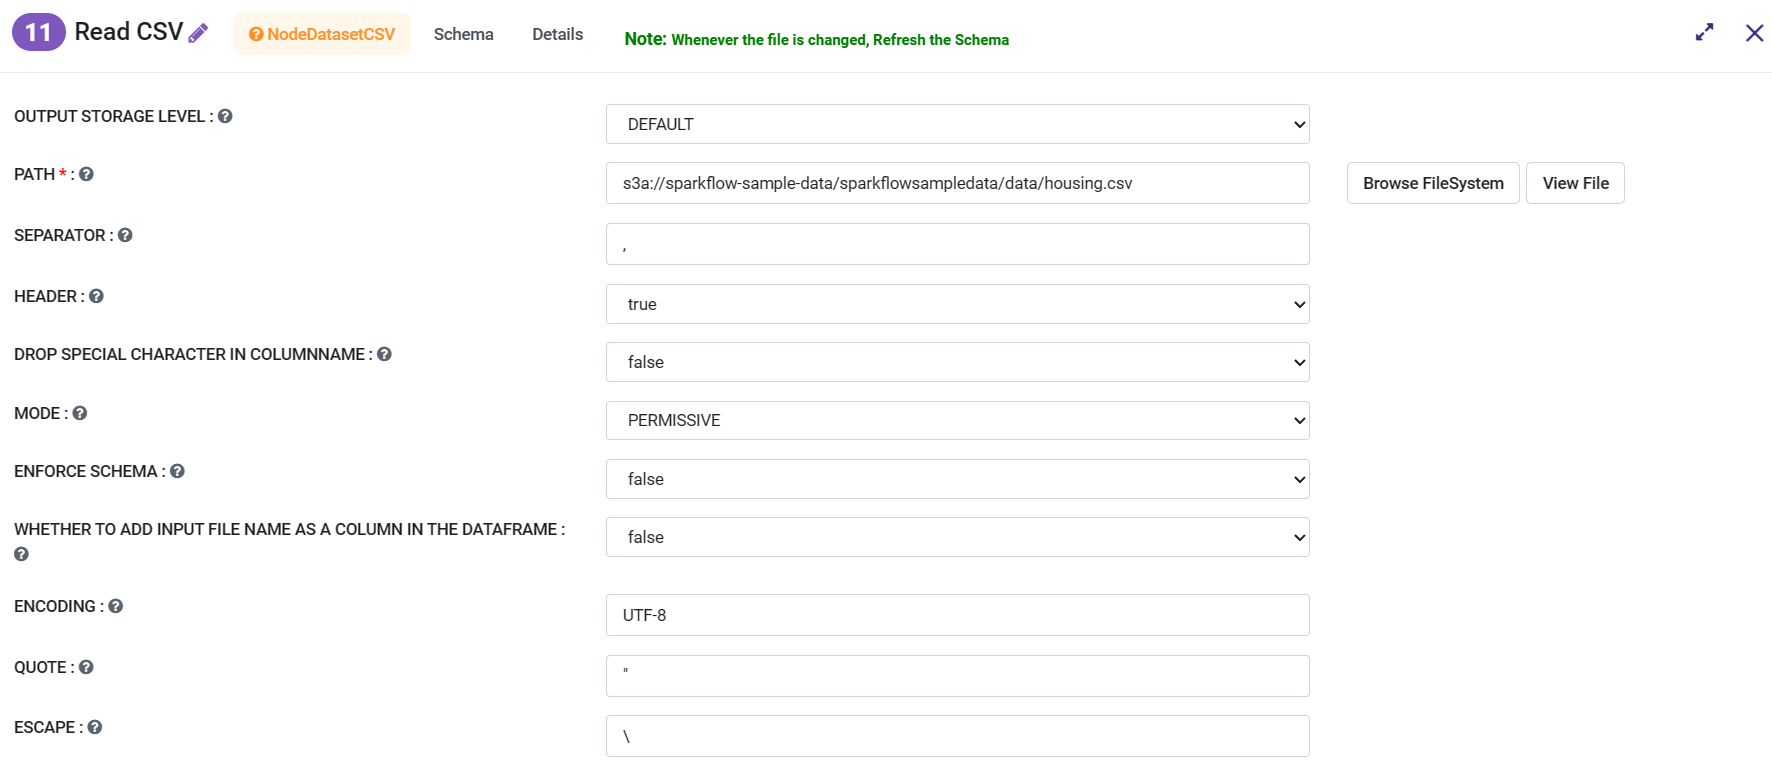 11 Read CSV NodeDatasetCSV Schema Details Note: Whenever the file is changed, Refresh the Schema
OUTPUT STORAGE LEVEL : DEFAULT
PATH * : s3a://sparkflow-sample-data/sparkflowsampledata/data/housing.csv Browse FileSystem View File
SEPARATOR : ,
HEADER : true
DROP SPECIAL CHARACTER IN COLUMNNAME : false
MODE : PERMISSIVE
ENFORCE SCHEMA : false
WHETHER TO ADD INPUT FILE NAME AS A COLUMN IN THE DATAFRAME : false
ENCODING : UTF-8
QUOTE : "
ESCAPE : \